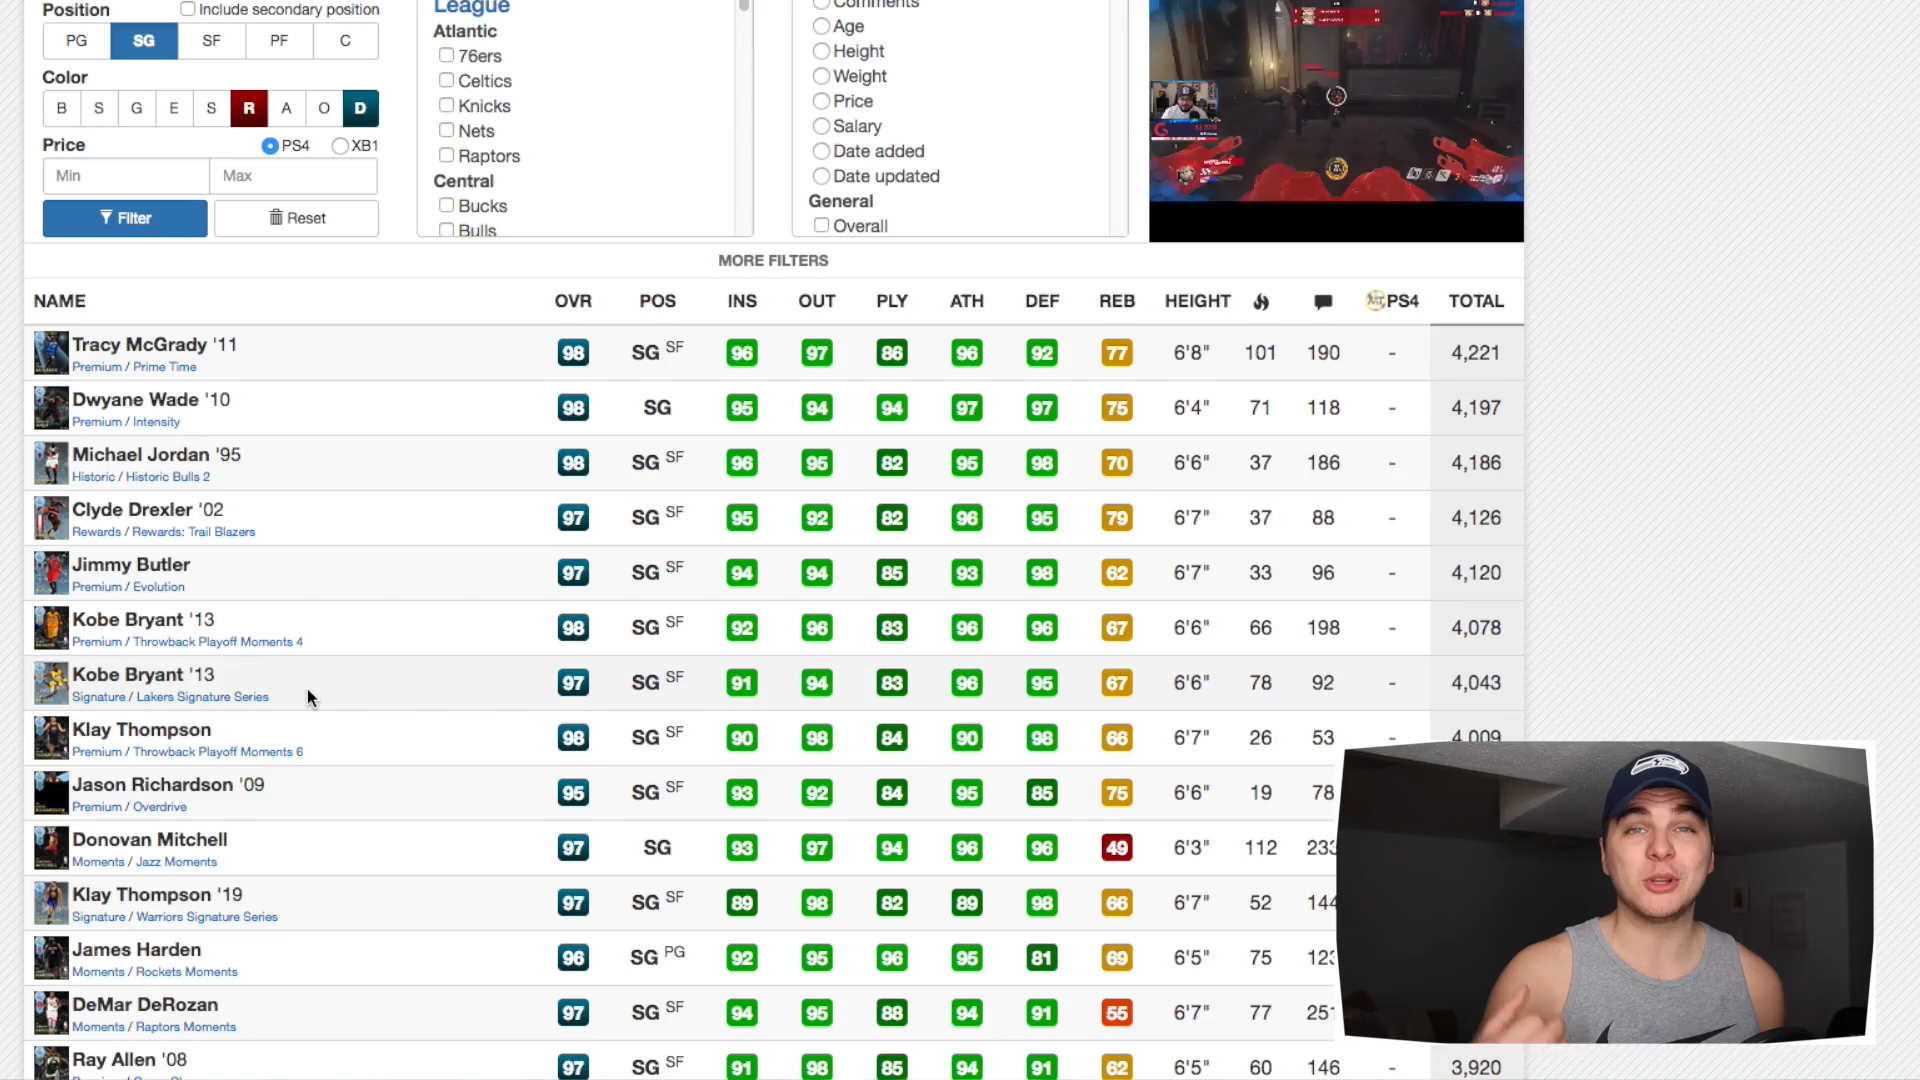 Position
Include secondary position
PG SG SF PF C
Color
B S G E S R A O D
Price PS4 XB1
Min Max
Filter Reset
League
Atlantic
76ers
Celtics
Knicks
Nets
Raptors
Central
Bucks
Bulls
Comments
Age
Height
Weight
Price
Salary
Date added
Date updated
General
Overall
MORE FILTERS
NAME OVR POS INS OUT PLY ATH DEF REB HEIGHT MT PS4 TOTAL
Tracy McGrady '11 98 SG SF 96 97 86 96 92 77 6'8" 101 190 - 4,221
Premium / Prime Time
Dwyane Wade '10 98 SG 95 94 94 97 97 75 6'4" 71 118 - 4,197
Premium / Intensity
Michael Jordan '95 98 SG SF 96 95 82 95 98 70 6'6" 37 186 - 4,186
Historic / Historic Bulls 2
Clyde Drexler '02 97 SG SF 95 92 82 96 95 79 6'7" 37 88 - 4,126
Rewards / Rewards: Trail Blazers
Jimmy Butler 97 SG SF 94 94 85 93 98 62 6'7" 33 96 - 4,120
Premium / Evolution
Kobe Bryant '13 98 SG SF 92 96 83 96 96 67 6'6" 66 198 - 4,078
Premium / Throwback Playoff Moments 4
Kobe Bryant '13 97 SG SF 91 94 83 96 95 67 6'6" 78 92 - 4,043
Signature / Lakers Signature Series
Klay Thompson 98 SG SF 90 98 84 90 98 66 6'7" 26 53 - 4,009
Premium / Throwback Playoff Moments 6
Jason Richardson '09 95 SG SF 93 92 84 95 85 75 6'6" 19 78
Premium / Overdrive
Donovan Mitchell 97 SG 93 97 94 96 96 49 6'3" 112 233
Moments / Jazz Moments
Klay Thompson '19 97 SG SF 89 98 82 89 98 66 6'7" 52 144
Signature / Warriors Signature Series
James Harden 96 SG PG 92 95 96 95 81 69 6'5" 75 123
Moments / Rockets Moments
DeMar DeRozan 97 SG SF 94 95 88 94 91 55 6'7" 77 251
Moments / Raptors Moments
Ray Allen '08 97 SG SF 91 98 85 94 91 62 6'5" 60 146 - 3,920